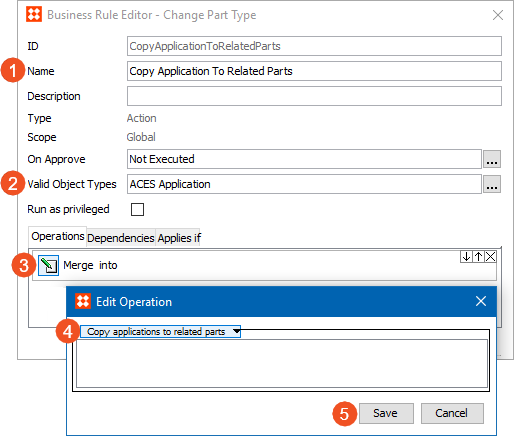 Business Rule Editor - Change Part Type
ID CopyApplicationToRelatedParts
1 Name Copy Application To Related Parts
Description
Type Action
Scope Global
On Approve Not Executed ...
2 Valid Object Types ACES Application ...
Run as privileged
Operations Dependencies Applies if
3 Merge into
Edit Operation
4 Copy applications to related parts
5 Save Cancel